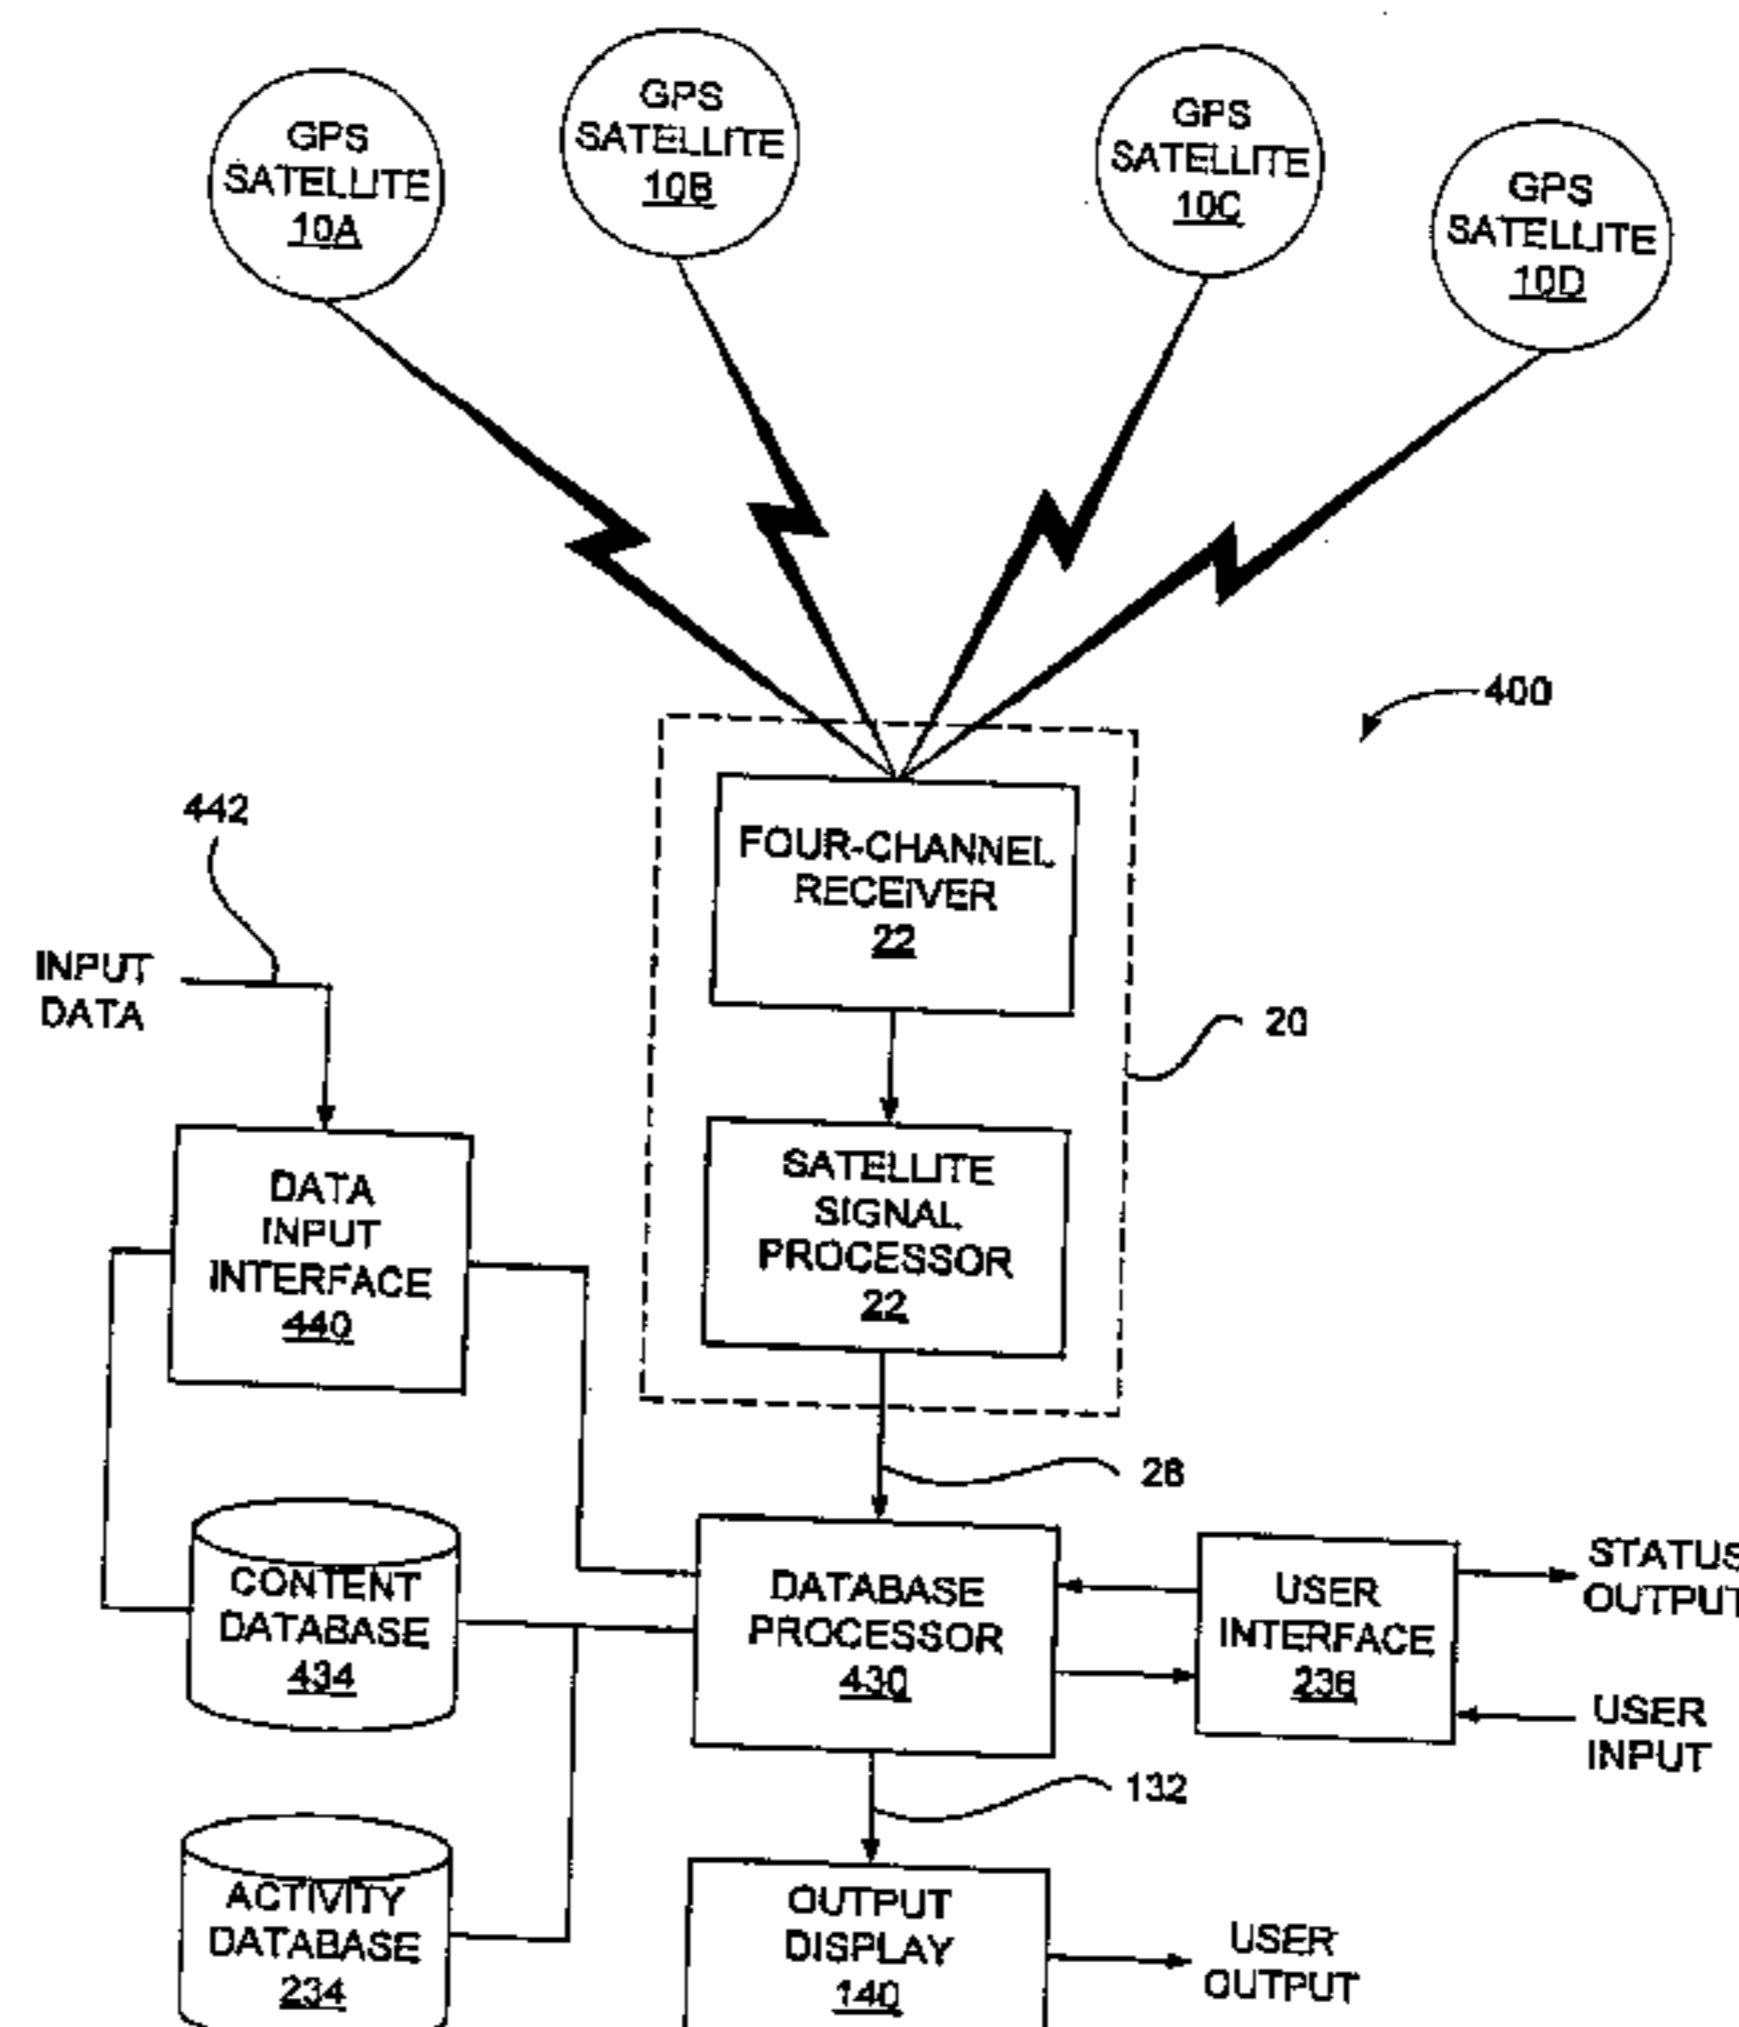 GPS
SATELLITE
10A
GPS
SATELLITE
10B
GPS
SATELLITE
10C
GPS
SATELLITE
10D
400
442
FOUR-CHANNEL
RECEIVER
22
INPUT
DATA
20
DATA
INPUT
INTERFACE
440
SATELLITE
SIGNAL
PROCESSOR
22
28
CONTENT
DATABASE
434
DATABASE
PROCESSOR
430
USER
INTERFACE
236
STATUS
OUTPUT
USER
INPUT
132
ACTIVITY
DATABASE
234
OUTPUT
DISPLAY
140
USER
OUTPUT